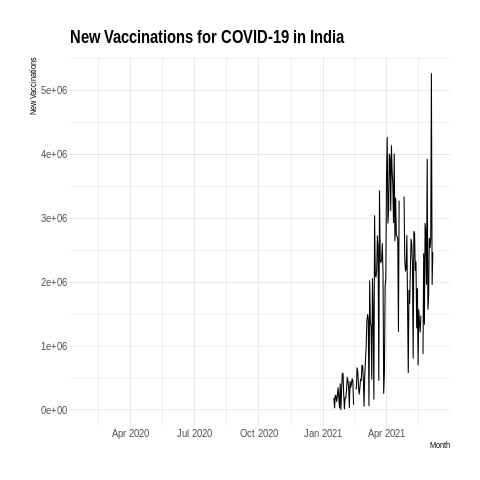 New Vaccinations for COVID-19 in India
New Vaccinations
5e+06
4e+06
3e+06
2e+06
1e+06
0e+00
Apr 2020 Jul 2020 Oct 2020 Jan 2021 Apr 2021
Month